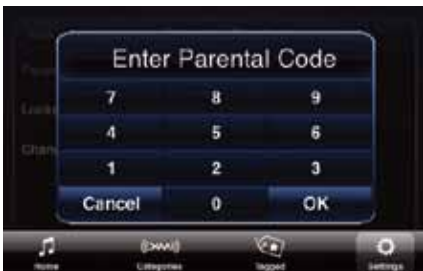 Enter Parental Code
7 8 9
4 5 6
1 2 3
Cancel 0 OK
Home Categories Tagged Settings